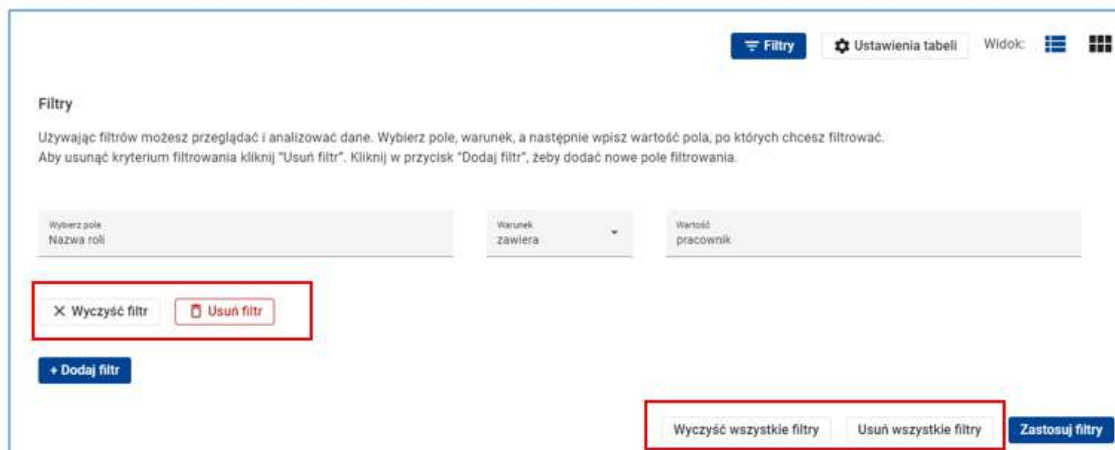 Filtry
Ustawienia tabeli
Widok:
Filtry
Używając filtrów możesz przeglądać i analizować dane. Wybierz pole, warunek, a następnie wpisz wartość pola, po których chcesz filtrować.
Aby usunąć kryterium filtrowania kliknij "Usuń filtr". Kliknij w przycisk "Dodaj filtr", żeby dodać nowe pole filtrowania.
Wybierz pole
Nazwa roli
Warunek
zawiera
Wartość
pracownik
Wyczyść filtr
Usuń filtr
+ Dodaj filtr
Wyczyść wszystkie filtry
Usuń wszystkie filtry
Zastosuj filtry